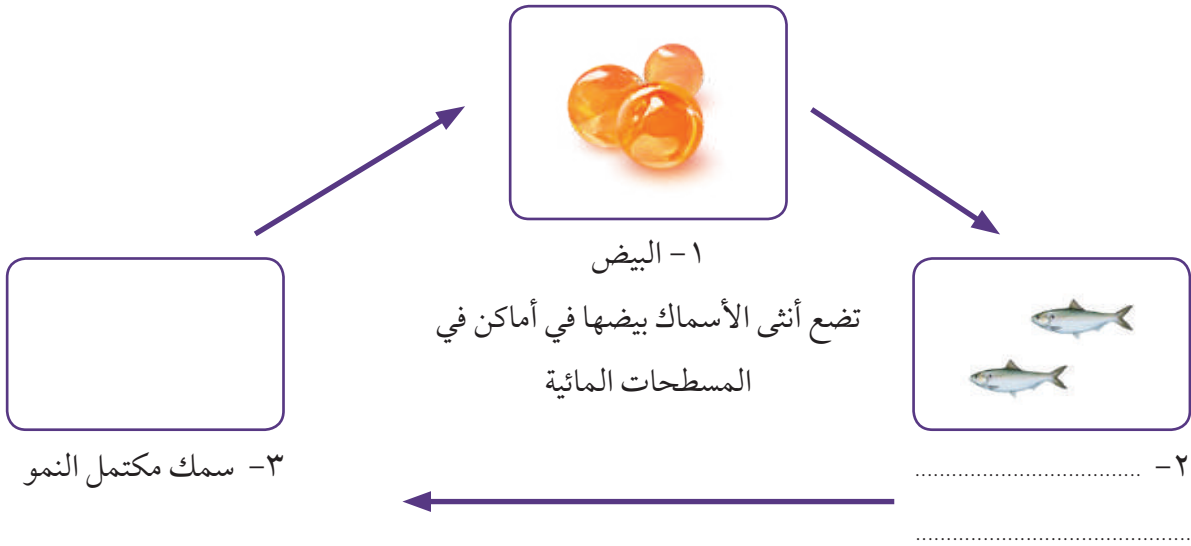 ١- البيض
تضع أنثى الأسماك بيضها في أماكن في
المسطحات المائية
٢- ......................................
..............................................
٣- سمك مكتمل النمو